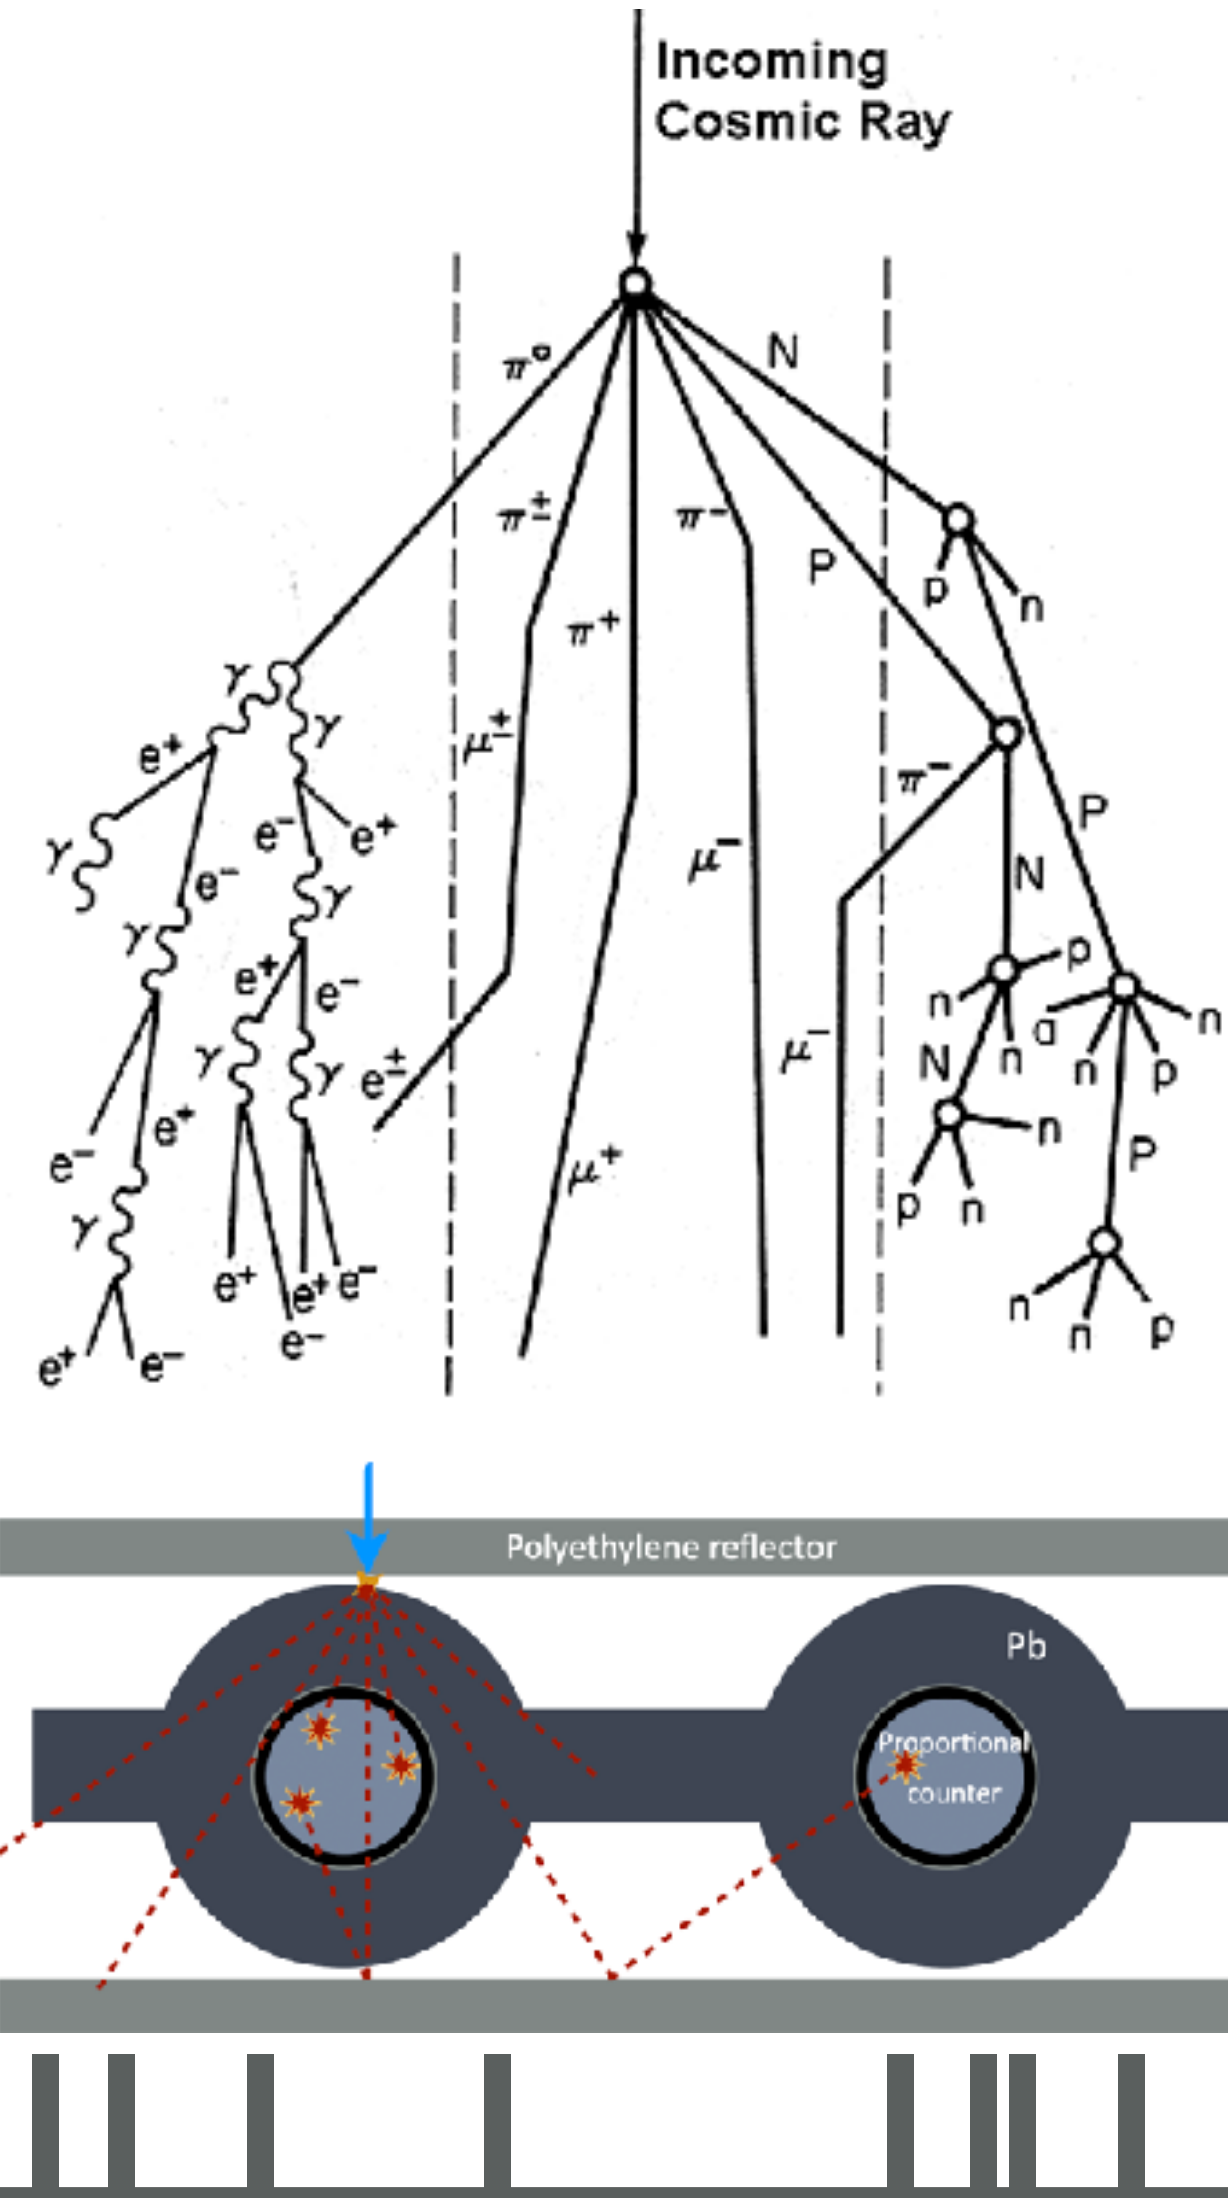 Incoming
Cosmic Ray
N
π°
π±
π-
P
p
n
π+
γ
γ
μ±
e+
π-
P
e-
e+
γ
μ-
N
e-
γ
γ
p
e+
e-
n
a
n
μ-
γ
γ
e±
N
n
n
p
e+
n
e-
μ+
P
p
n
γ
e+
e+
e-
n
n
p
e-
e+
e-
Polyethylene reflector
Pb
Proportional
counter